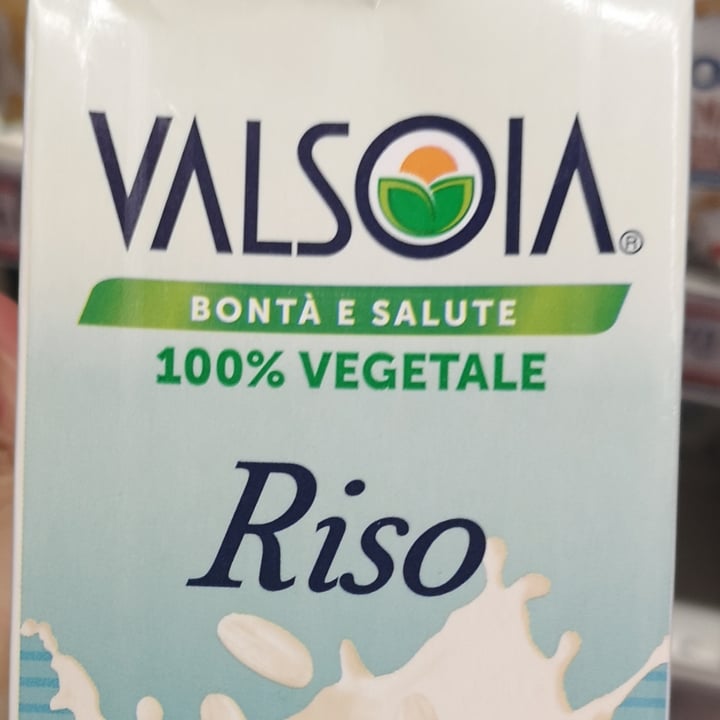 VALSOIA®
BONTÀ E SALUTE
100% VEGETALE
Riso